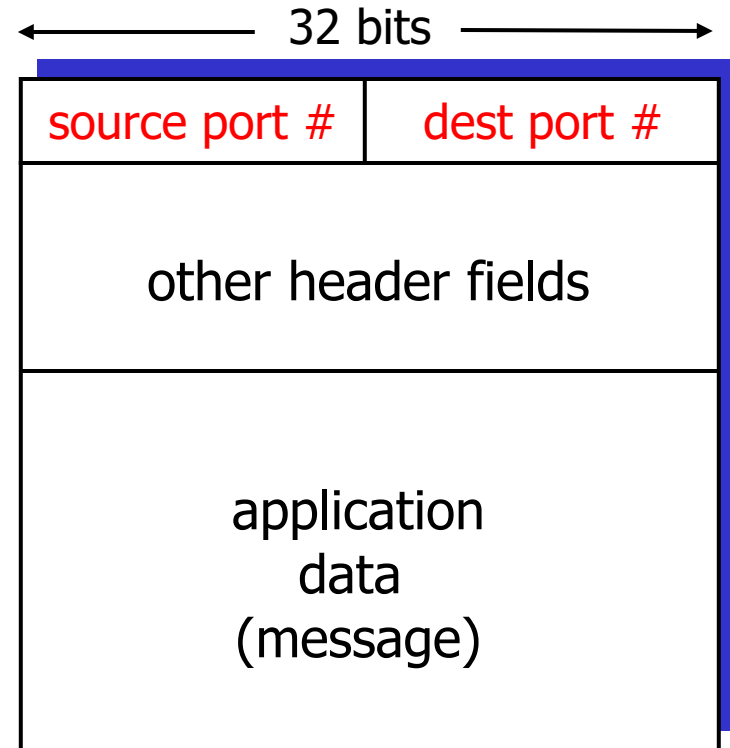 32 bits
source port #
dest port #
other header fields
application
data
(message)